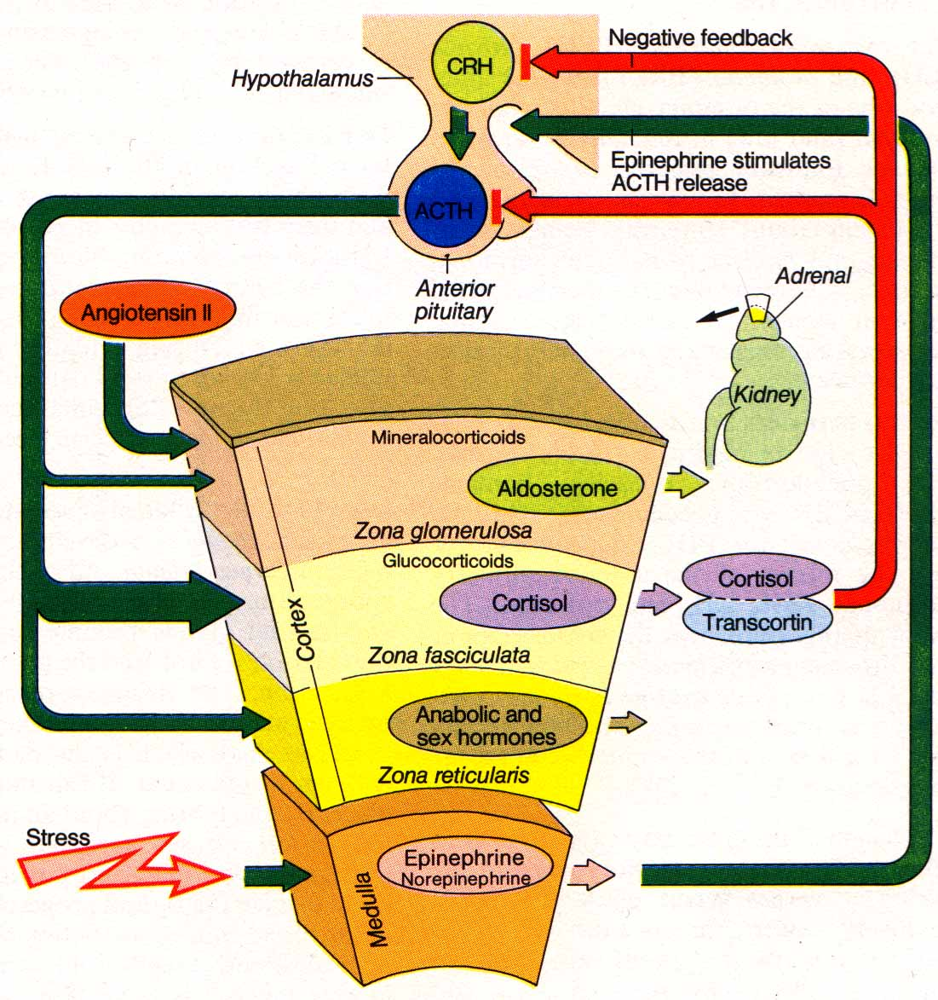 Negative feedback
CRH
Hypothalamus
Epinephrine stimulates
ACTH release
ACTH
Anterior
pituitary
Adrenal
Angiotensin II
Kidney
Mineralocorticoids
Aldosterone
Zona glomerulosa
Glucocorticoids
Cortisol
Cortisol
Transcortin
Cortex
Zona fasciculata
Anabolic and
sex hormones
Zona reticularis
Stress
Epinephrine
Norepinephrine
Medulla